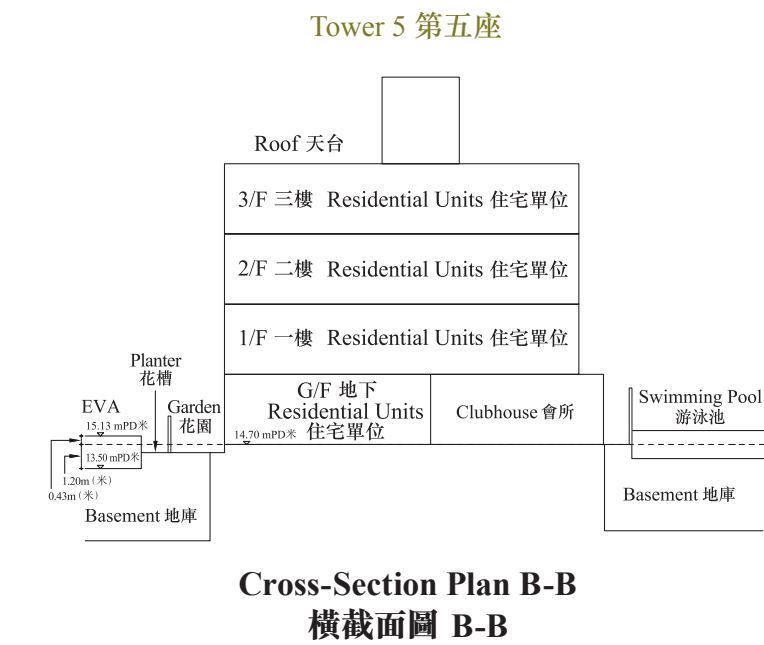 Tower 5 第五座
Roof 天台
3/F 三樓 Residential Units 住宅單位
2/F 二樓 Residential Units 住宅單位
1/F 一樓 Residential Units 住宅單位
Planter
花槽
G/F 地下
Residential Units
住宅單位
Clubhouse 會所
Swimming Pool
游泳池
EVA
15.13 mPD米
Garden
花園
14.70 mPD米
13.50 mPD米
1.20m (米)
0.43m (米)
Basement 地庫
Basement 地庫
Cross-Section Plan B-B
橫截面圖 B-B